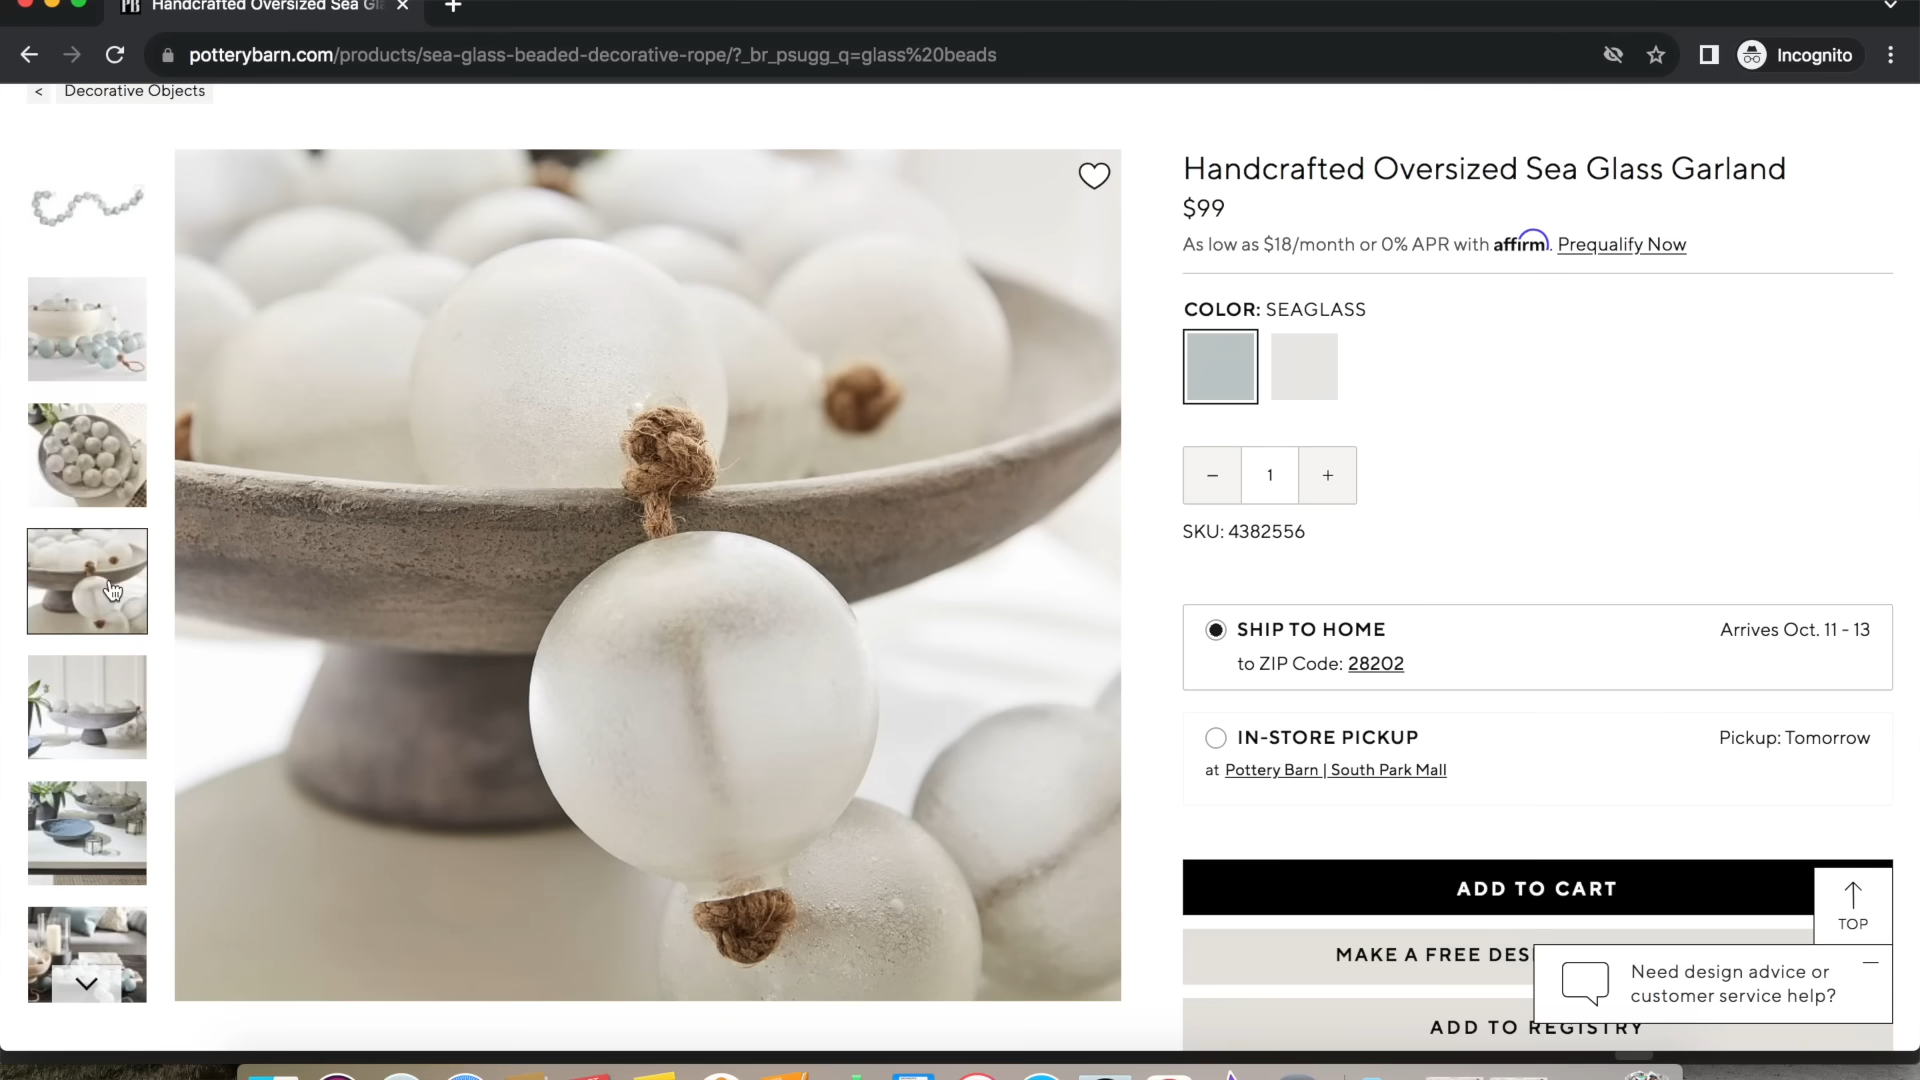 PB Handcrafted Oversized Sea Gl
potterybarn.com/products/sea-glass-beaded-decorative-rope/?_br_psugg_q=glass%20beads
Incognito
< Decorative Objects
Handcrafted Oversized Sea Glass Garland
$99
As low as $18/month or 0% APR with affirm. Prequalify Now
COLOR: SEAGLASS
− 1 +
SKU: 4382556
SHIP TO HOME Arrives Oct. 11 - 13
to ZIP Code: 28202
IN-STORE PICKUP Pickup: Tomorrow
at Pottery Barn | South Park Mall
ADD TO CART
TOP
MAKE A FREE DES
Need design advice or
customer service help?
ADD TO REGISTRY